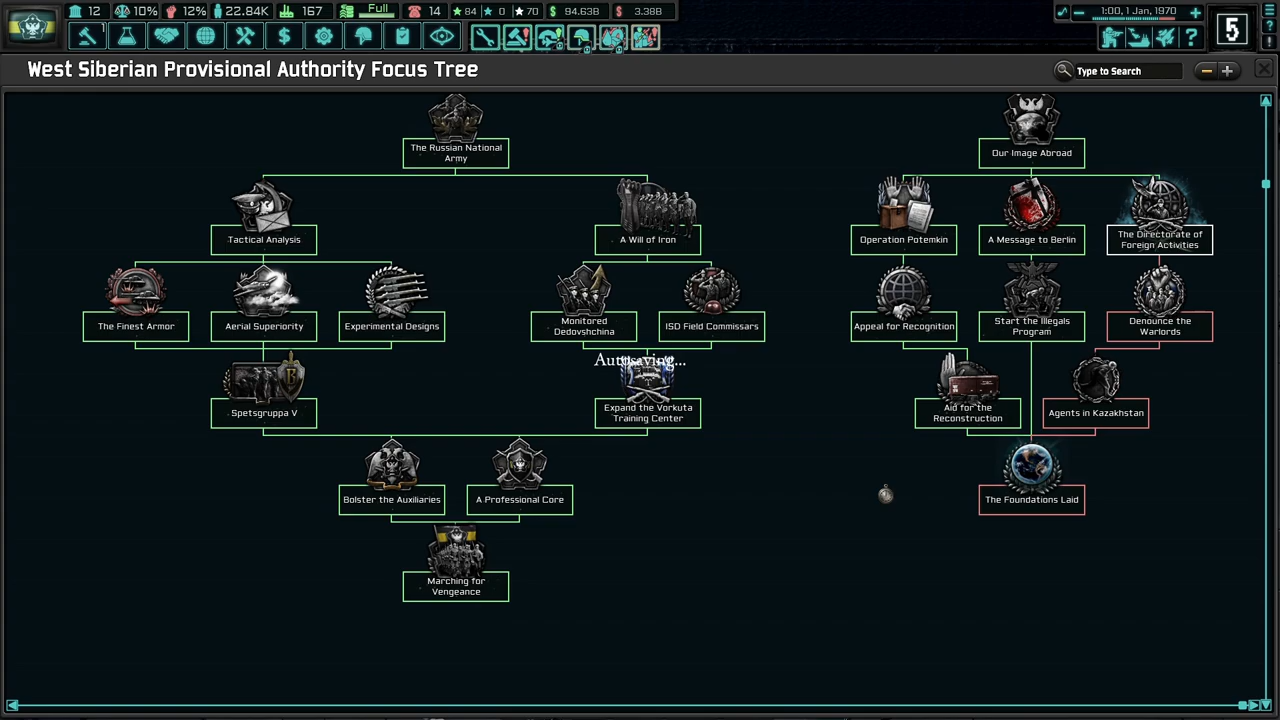 12 10% 12% 22.84K 167 Full 14 84 0 70 $ 94.63B $ 3.38B
1:00, 1 Jan, 1970
5
West Siberian Provisional Authority Focus Tree
Type to Search
The Russian National
Army
Our Image Abroad
Tactical Analysis
A Will of Iron
Operation Potemkin
A Message to Berlin
The Directorate of
Foreign Activities
The Finest Armor
Aerial Superiority
Experimental Designs
Monitored
Dedovshchina
ISD Field Commissars
Appeal for Recognition
Start the Illegals
Program
Denounce the
Warlords
Autosaving...
Spetsgruppa V
Expand the Vorkuta
Training Center
Aid for the
Reconstruction
Agents in Kazakhstan
Bolster the Auxiliaries
A Professional Core
The Foundations Laid
Marching for
Vengeance